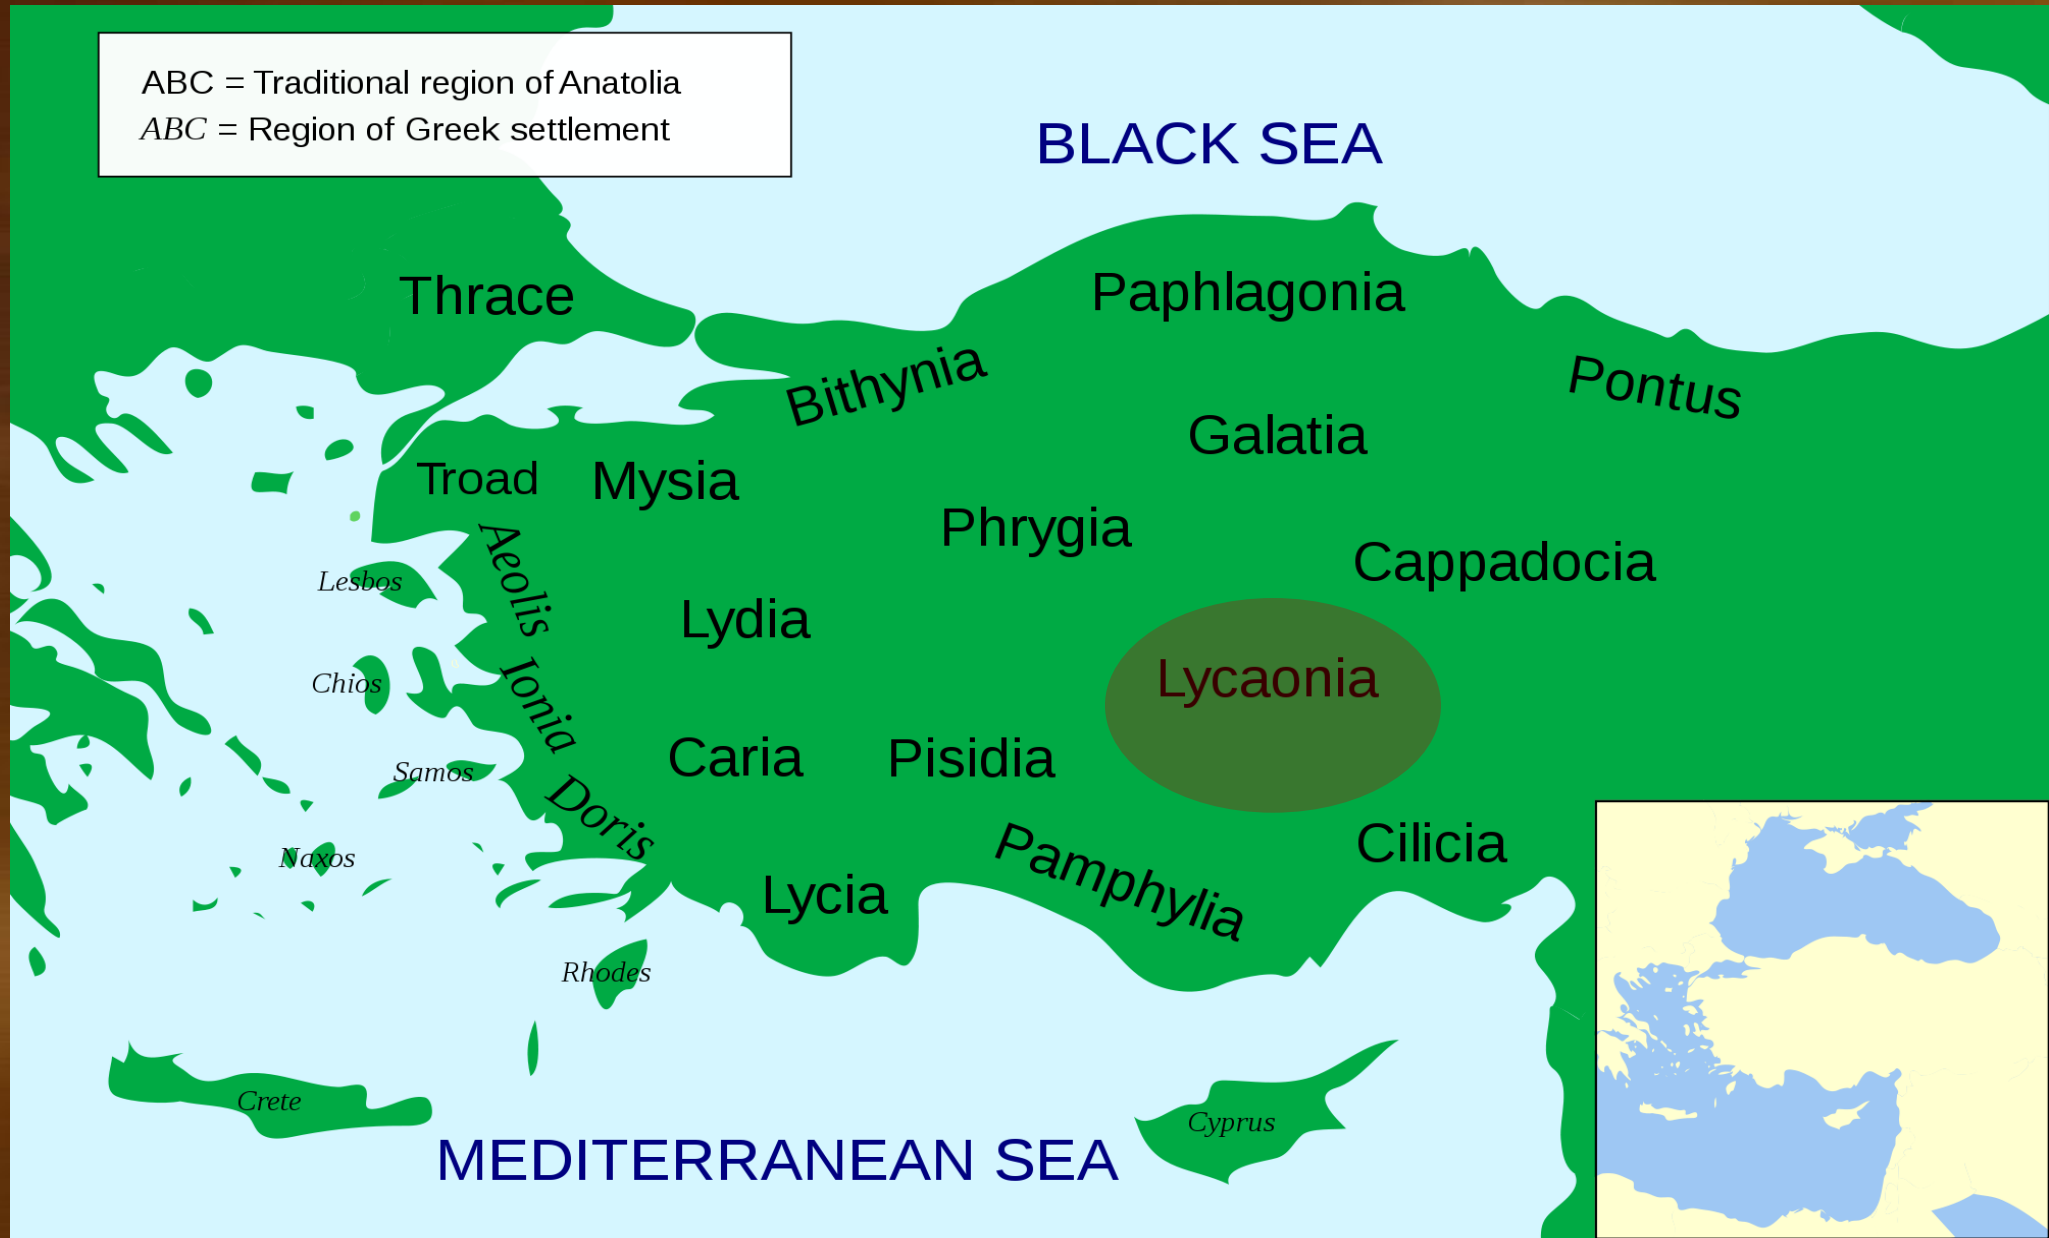 ABC = Traditional region of Anatolia
ABC = Region of Greek settlement
BLACK SEA
Thrace
Paphlagonia
Bithynia
Pontus
Galatia
Troad
Mysia
Phrygia
Cappadocia
Aeolis
Lesbos
Lydia
Ionia
Lycaonia
Chios
Caria
Pisidia
Samos
Doris
Cilicia
Pamphylia
Naxos
Lycia
Rhodes
Crete
Cyprus
MEDITERRANEAN SEA